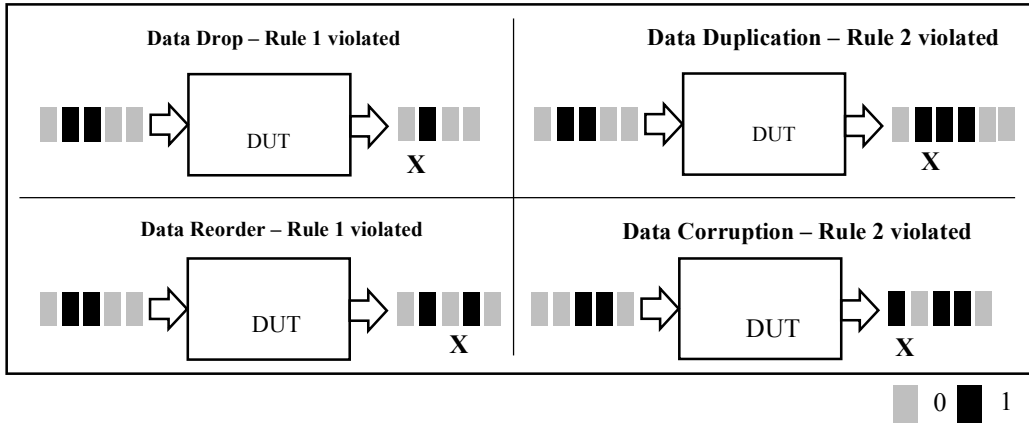 Data Drop – Rule 1 violated
DUT
X
Data Duplication – Rule 2 violated
DUT
X
Data Reorder – Rule 1 violated
DUT
X
Data Corruption – Rule 2 violated
DUT
X
0 1